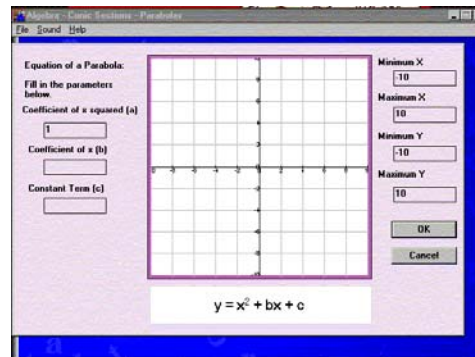 Algebra - Conic Sections - Parabolas
File Sound Help
Equation of a Parabola:
Fill in the parameters
below.
Coefficient of x squared (a)
1
Coefficient of x (b)
Constant Term (c)
Minimum X
-10
Maximum X
10
Minimum Y
-10
Maximum Y
10
OK
Cancel
y = x² + bx + c